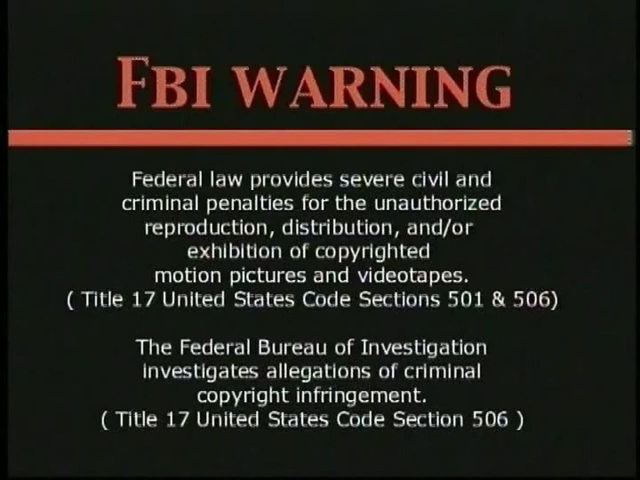 FBI WARNING
Federal law provides severe civil and
criminal penalties for the unauthorized
reproduction, distribution, and/or
exhibition of copyrighted
motion pictures and videotapes.
( Title 17 United States Code Sections 501 & 506)
The Federal Bureau of Investigation
investigates allegations of criminal
copyright infringement.
( Title 17 United States Code Section 506 )